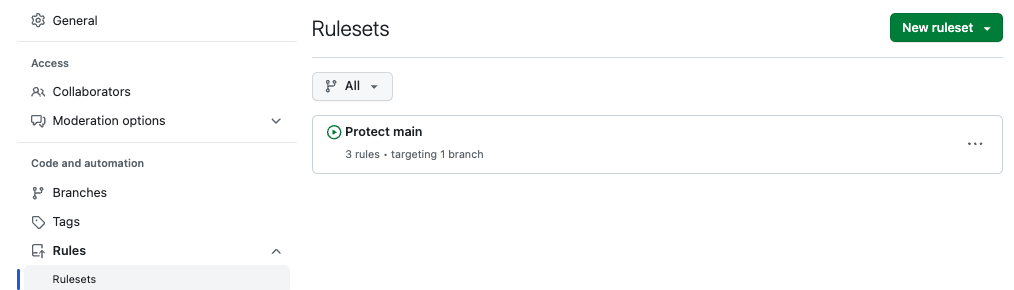 General
Access
Collaborators
Moderation options
Code and automation
Branches
Tags
Rules
Rulesets
Rulesets
New ruleset
All
Protect main
3 rules • targeting 1 branch